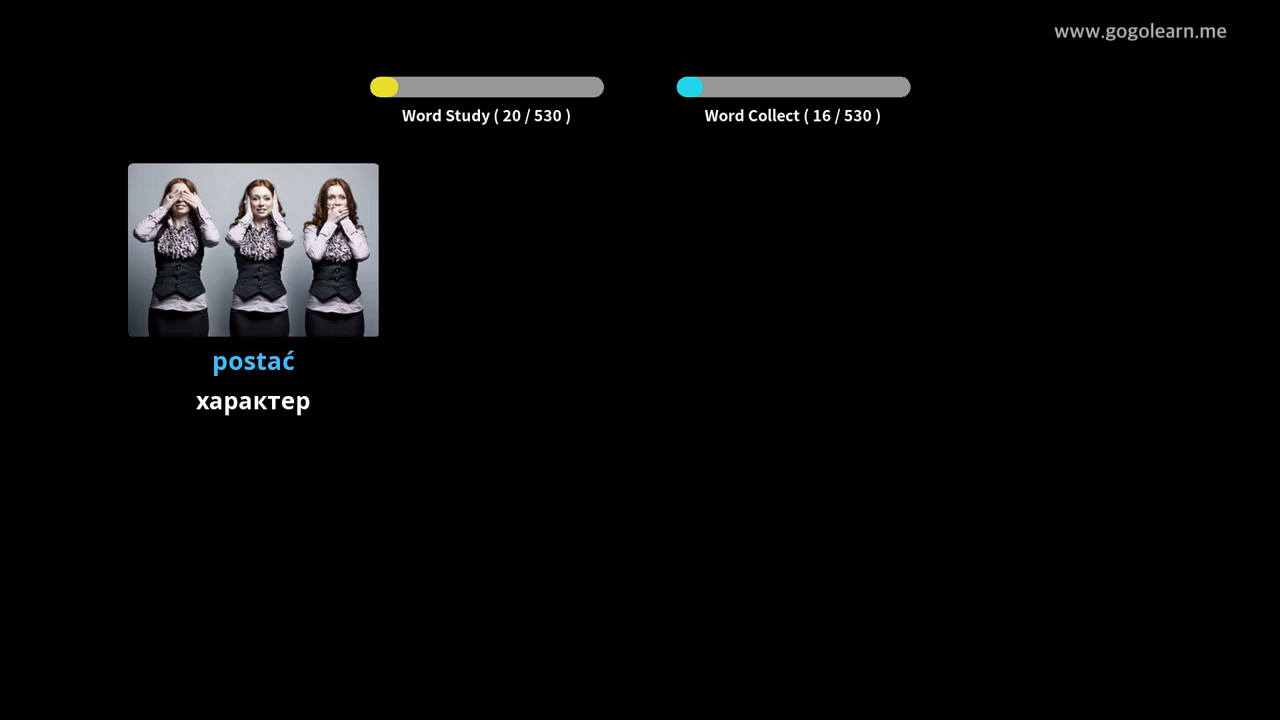 www.gogolearn.me
Word Study ( 20 / 530 )
Word Collect ( 16 / 530 )
postać
характер